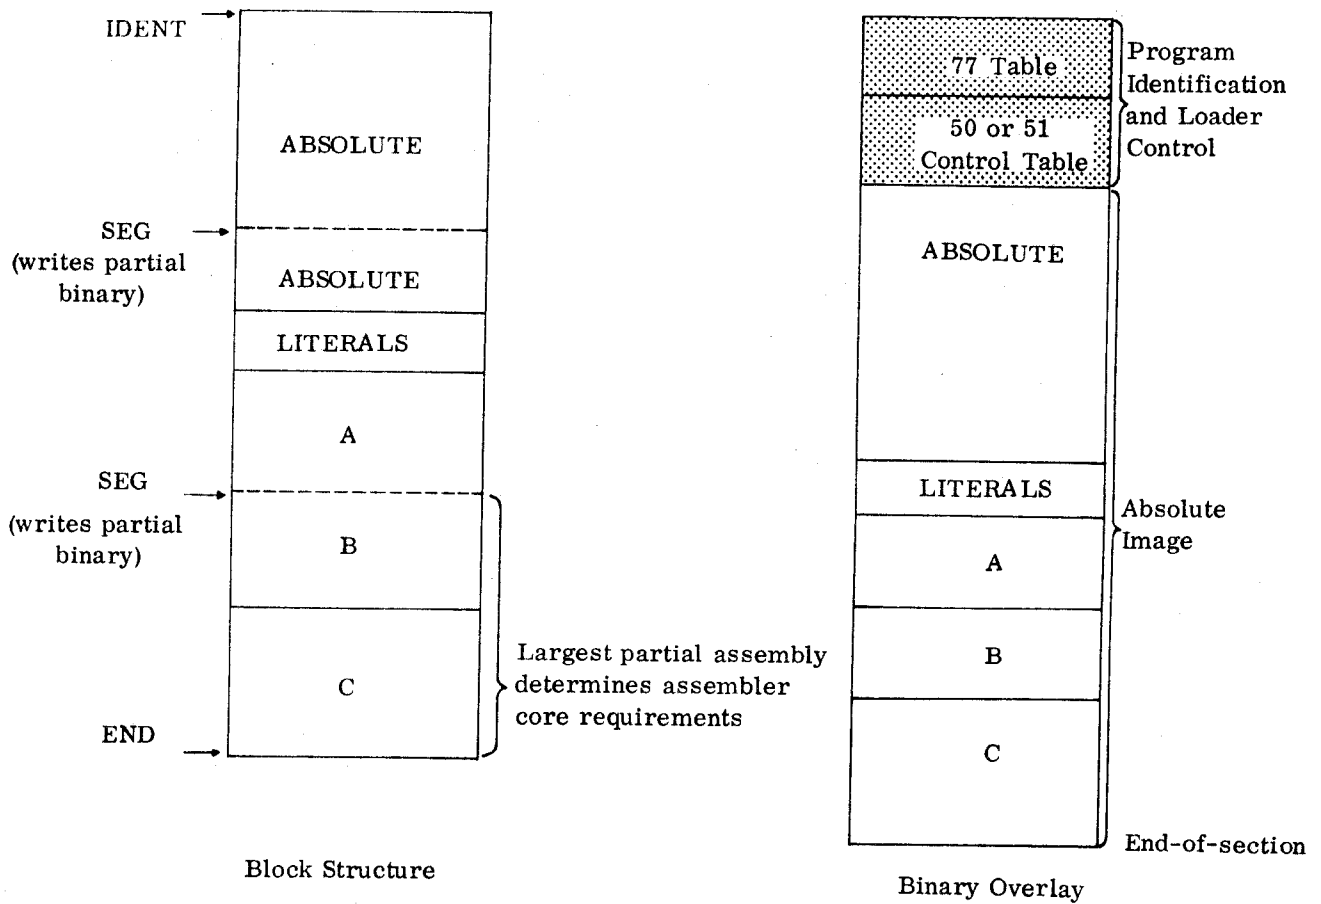 IDENT
ABSOLUTE
SEG
(writes partial
binary)
ABSOLUTE
LITERALS
A
SEG
(writes partial
binary)
B
C
END
Largest partial assembly
determines assembler
core requirements
Block Structure
77 Table
50 or 51
Control Table
Program
Identification
and Loader
Control
ABSOLUTE
LITERALS
A
B
C
Absolute
Image
End-of-section
Binary Overlay